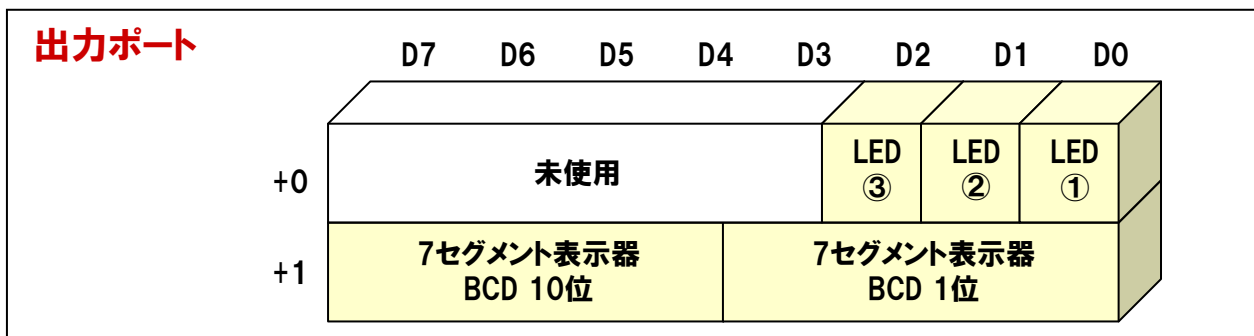 出力ポート
D7 D6 D5 D4 D3 D2 D1 D0
+0
未使用
LED
③
LED
②
LED
①
+1
7セグメント表示器
BCD 10位
7セグメント表示器
BCD 1位